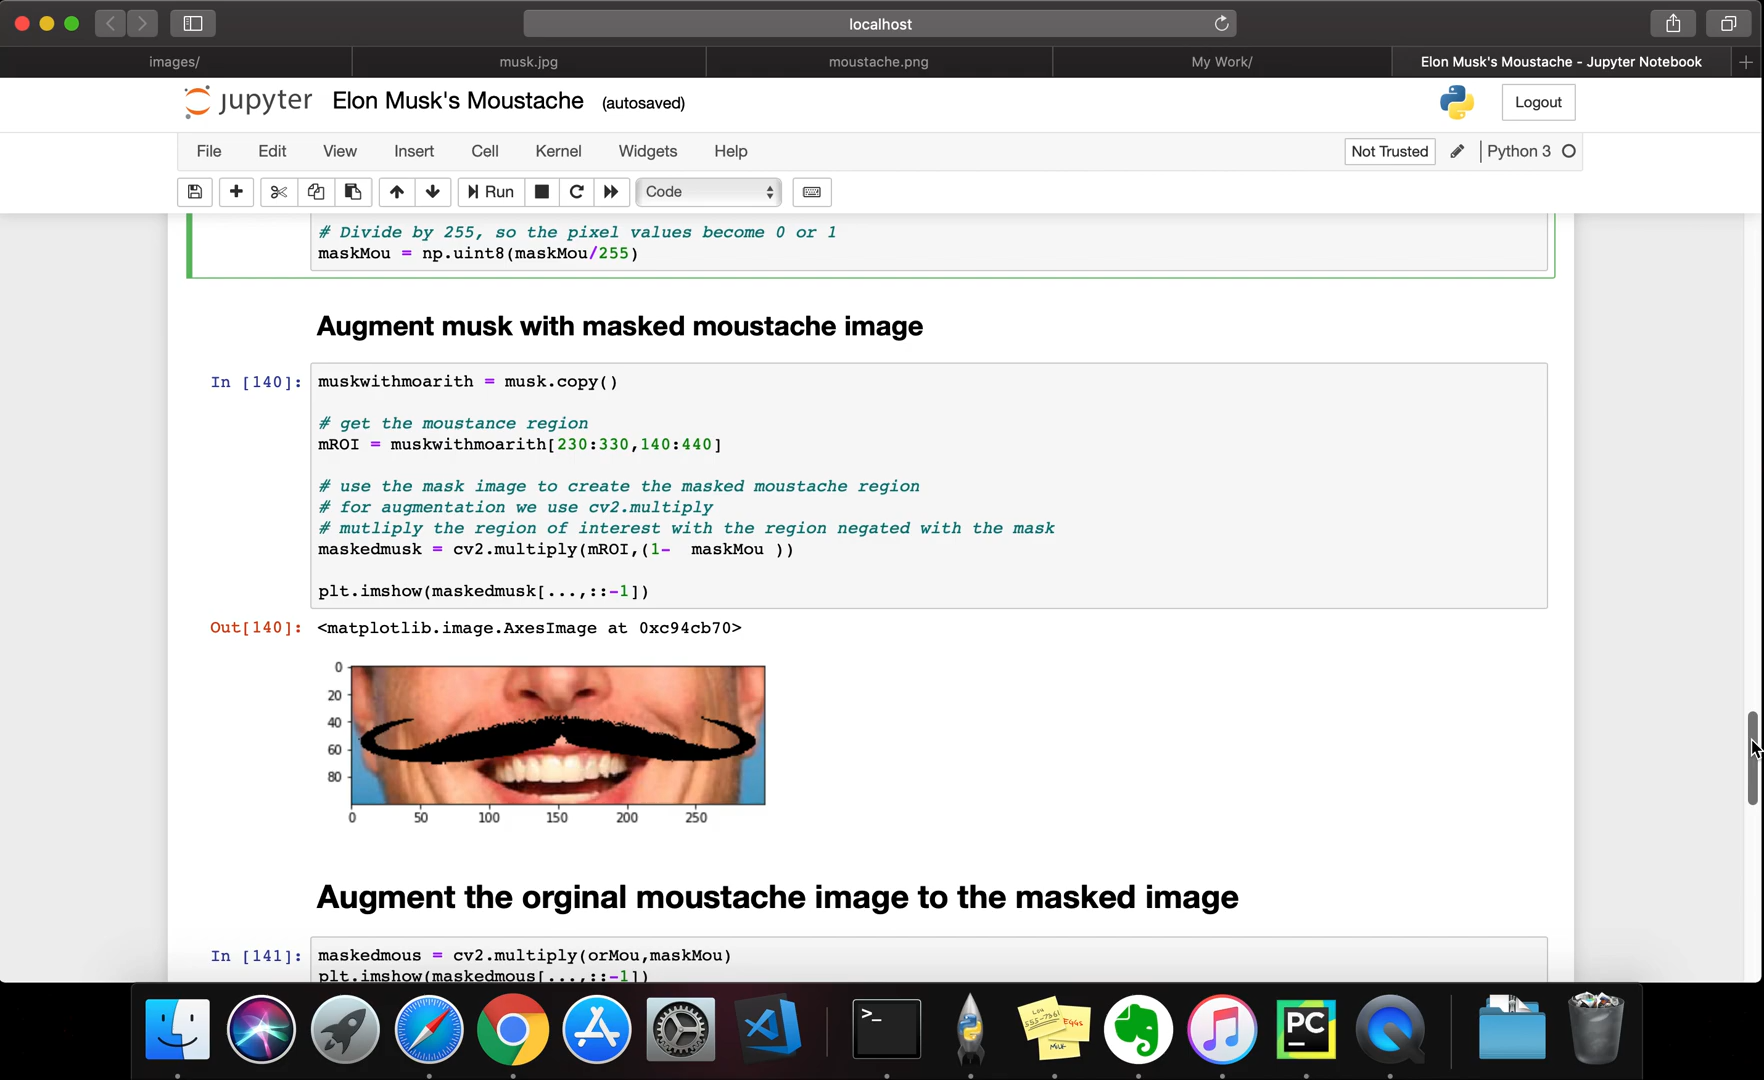 localhost
images/ musk.jpg moustache.png My Work/ Elon Musk's Moustache - Jupyter Notebook
jupyter Elon Musk's Moustache (autosaved) Logout
File Edit View Insert Cell Kernel Widgets Help Not Trusted Python 3
Run Code
# Divide by 255, so the pixel values become 0 or 1
maskMou = np.uint8(maskMou/255)
Augment musk with masked moustache image
In [140]: muskwithmoarith = musk.copy()
# get the moustance region
mROI = muskwithmoarith[230:330,140:440]
# use the mask image to create the masked moustache region
# for augmentation we use cv2.multiply
# mutliply the region of interest with the region negated with the mask
maskedmusk = cv2.multiply(mROI,(1-  maskMou ))
plt.imshow(maskedmusk[...,::-1])
Out[140]: <matplotlib.image.AxesImage at 0xc94cb70>
0
20
40
60
80
0 50 100 150 200 250
Augment the orginal moustache image to the masked image
In [141]: maskedmous = cv2.multiply(orMou,maskMou)
plt.imshow(maskedmous[...,::-1])
>_ PC